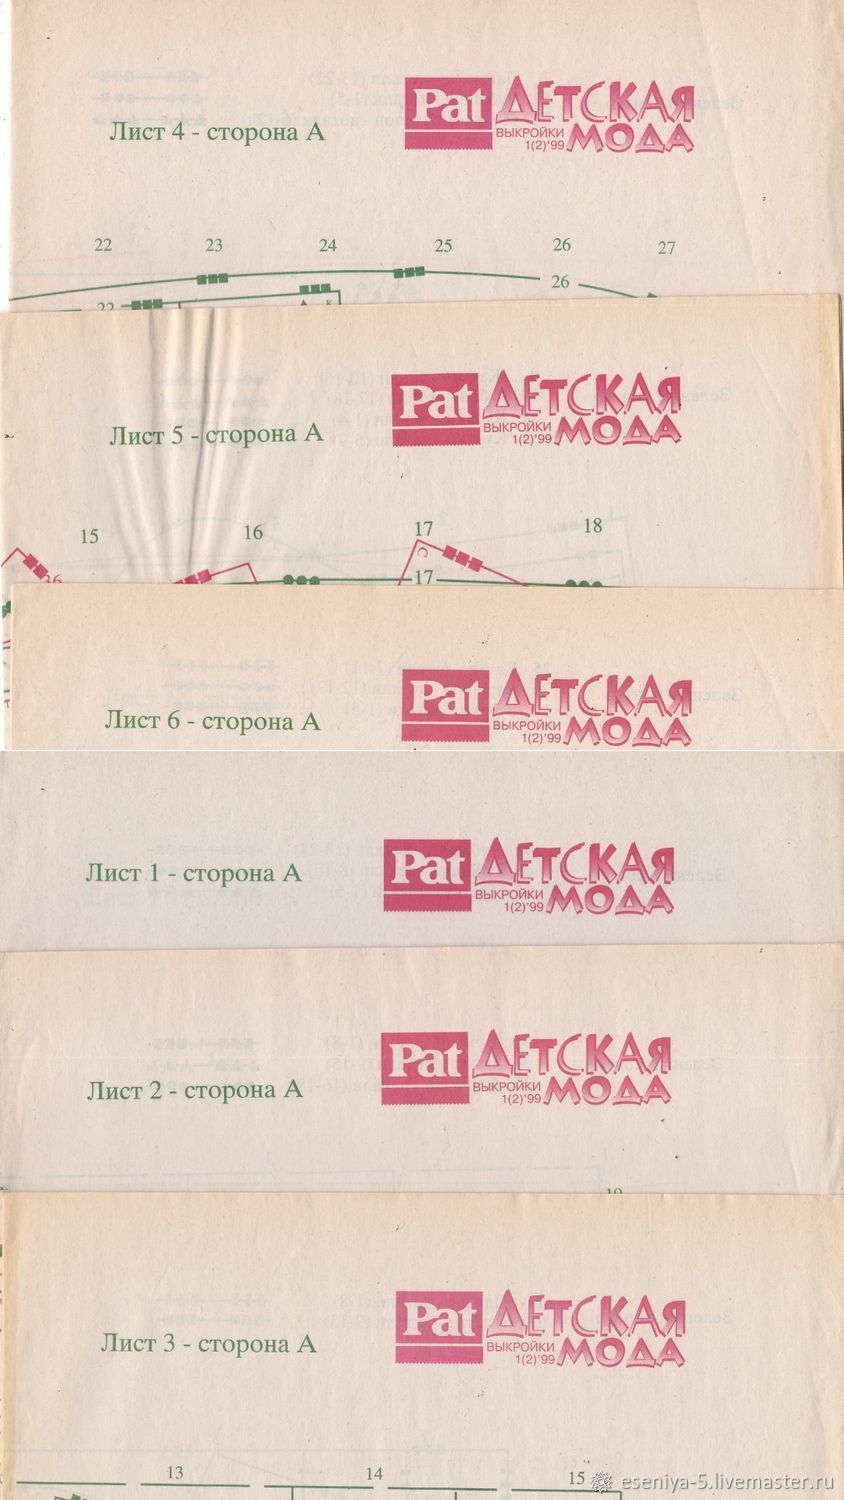 Pat ДЕТСКАЯ
Лист 4 - сторона А
ВЫКРОЙКИ МОДА
1(2)'99
22 23 24 25 26 27
26
22
К
Pat ДЕТСКАЯ
Лист 5 - сторона А
ВЫКРОЙКИ МОДА
1(2)'99
15 16 17 18
С
17
Pat ДЕТСКАЯ
Лист 6 - сторона А
ВЫКРОЙКИ МОДА
1(2)'99
Pat ДЕТСКАЯ
Лист 1 - сторона А
ВЫКРОЙКИ МОДА
1(2)'99
Pat ДЕТСКАЯ
Лист 2 - сторона А
ВЫКРОЙКИ МОДА
1(2)'99
Pat ДЕТСКАЯ
Лист 3 - сторона А
ВЫКРОЙКИ МОДА
1(2)'99
13 14 15
eseniya-5.livemaster.ru